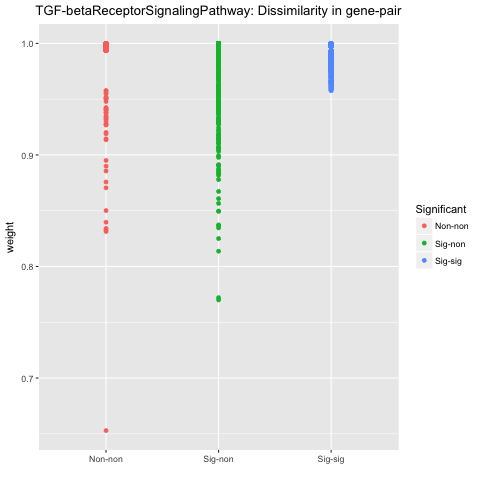 TGF-betaReceptorSignalingPathway: Dissimilarity in gene-pair
1.0
0.9
0.8
0.7
weight
Non-non
Sig-non
Sig-sig
Significant
Non-non
Sig-non
Sig-sig